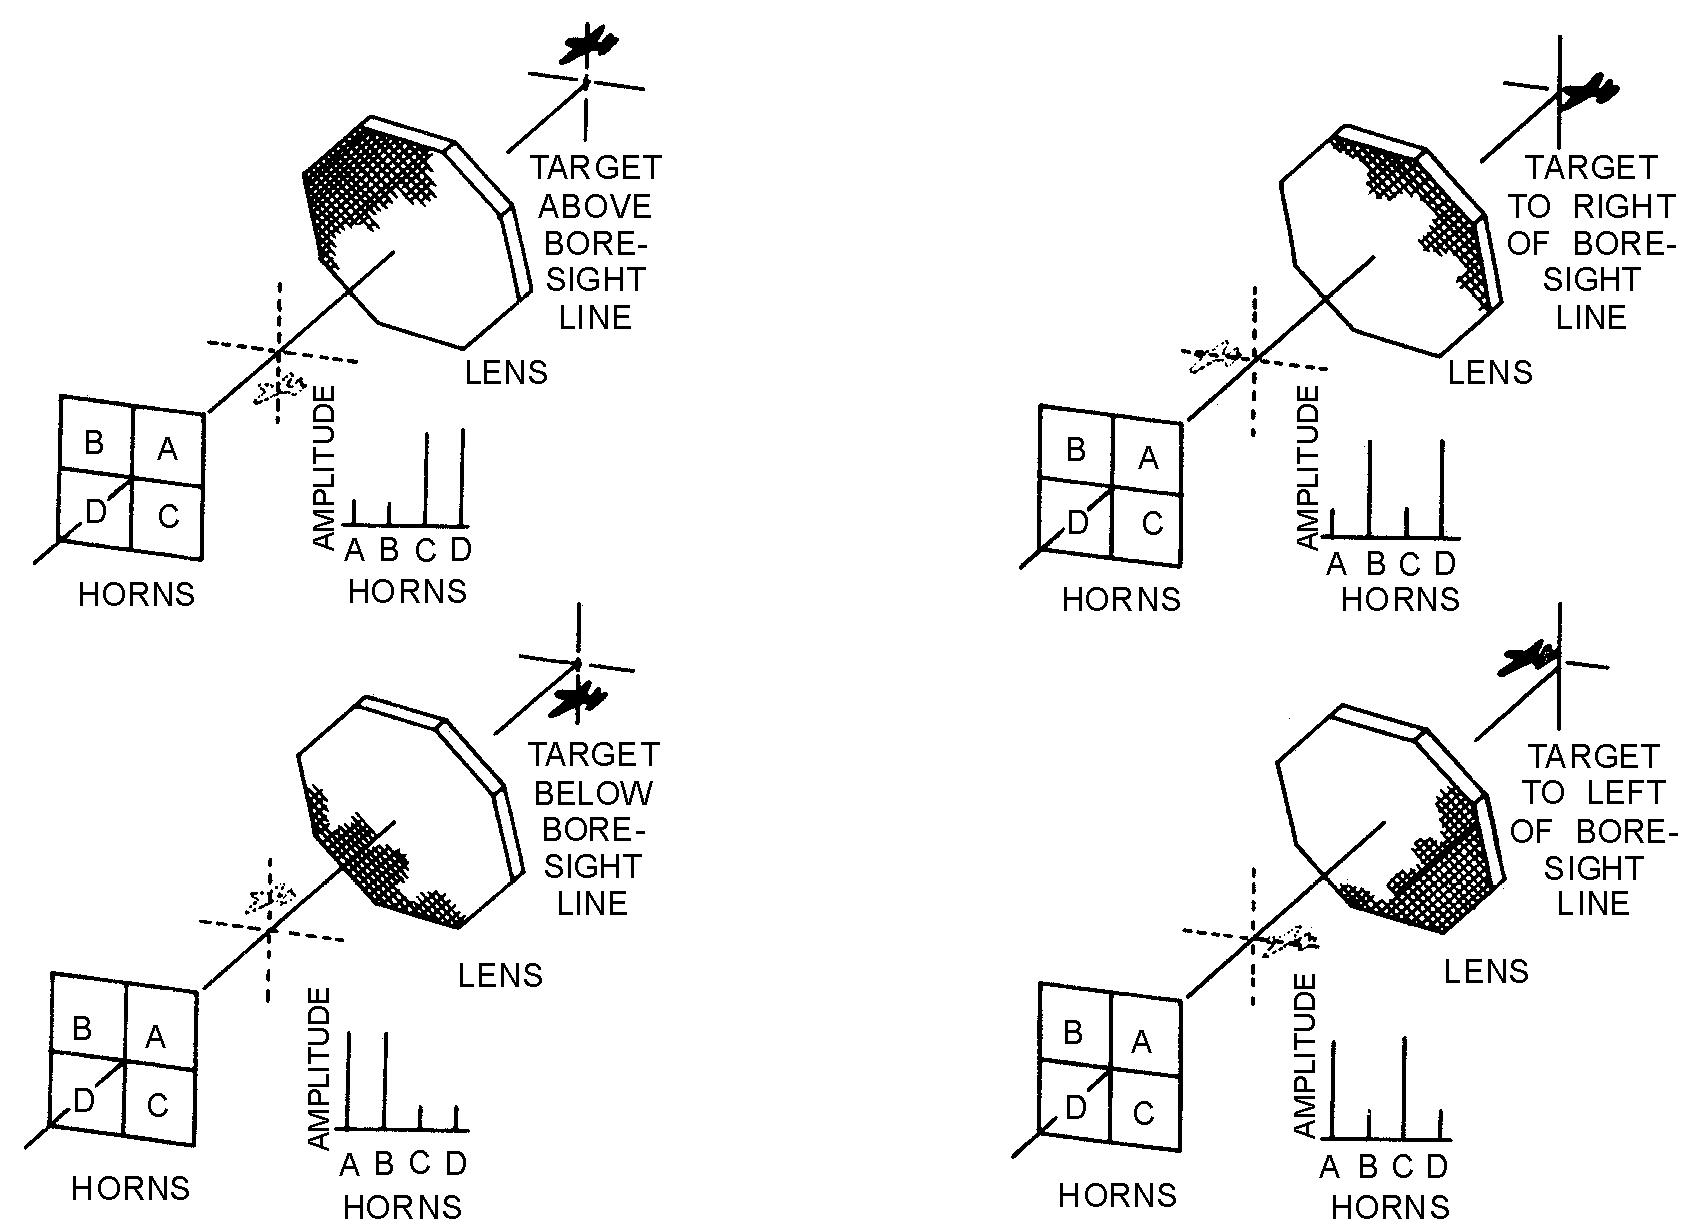 TARGET
ABOVE
BORE-
SIGHT
LINE
LENS
B A
D C
HORNS
AMPLITUDE
A B C D
HORNS
TARGET
TO RIGHT
OF BORE-
SIGHT
LINE
LENS
B A
D C
HORNS
AMPLITUDE
A B C D
HORNS
TARGET
BELOW
BORE-
SIGHT
LINE
LENS
B A
D C
HORNS
AMPLITUDE
A B C D
HORNS
TARGET
TO LEFT
OF BORE-
SIGHT
LINE
LENS
B A
D C
HORNS
AMPLITUDE
A B C D
HORNS